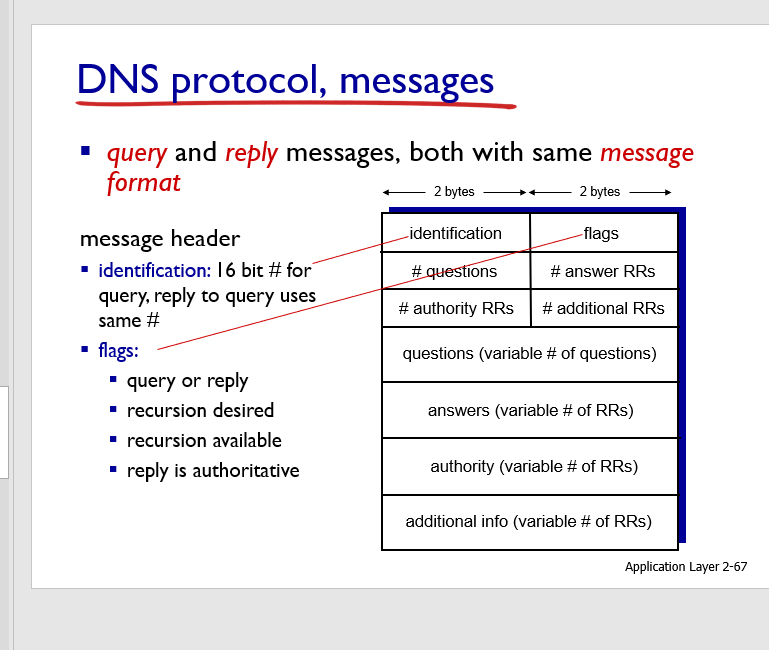 DNS protocol, messages
▪ query and reply messages, both with same message
format
2 bytes 2 bytes
message header
▪ identification: 16 bit # for
query, reply to query uses
same #
▪ flags:
▪ query or reply
▪ recursion desired
▪ recursion available
▪ reply is authoritative
identification flags
# questions # answer RRs
# authority RRs # additional RRs
questions (variable # of questions)
answers (variable # of RRs)
authority (variable # of RRs)
additional info (variable # of RRs)
Application Layer 2-67